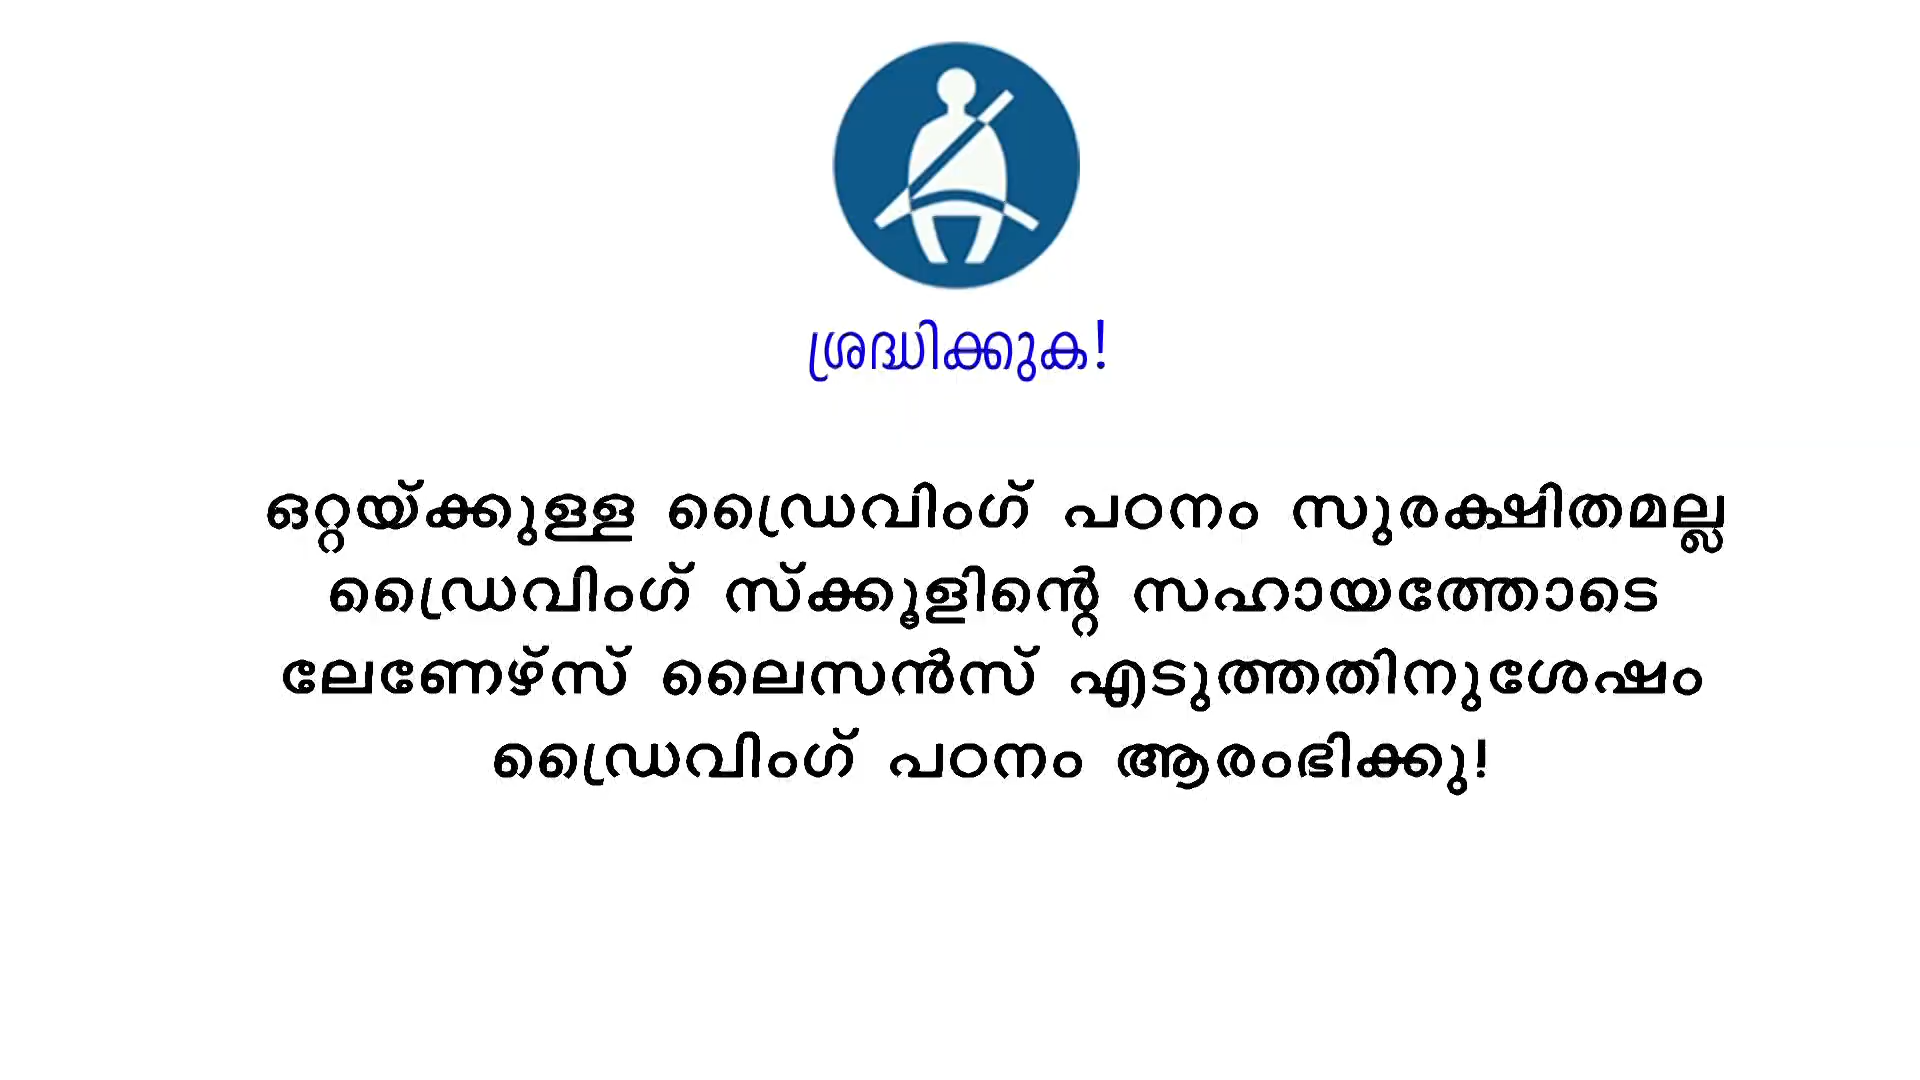 ശ്രദ്ധിക്കുക!
ഒറ്റയ്ക്കുള്ള ഡ്രൈവിംഗ് പഠനം സുരക്ഷിതമല്ല
ഡ്രൈവിംഗ് സ്ക്കൂളിന്റെ സഹായത്തോടെ
ലേണേഴ്സ് ലൈസൻസ് എടുത്തതിനുശേഷം
ഡ്രൈവിംഗ് പഠനം ആരംഭിക്കു!